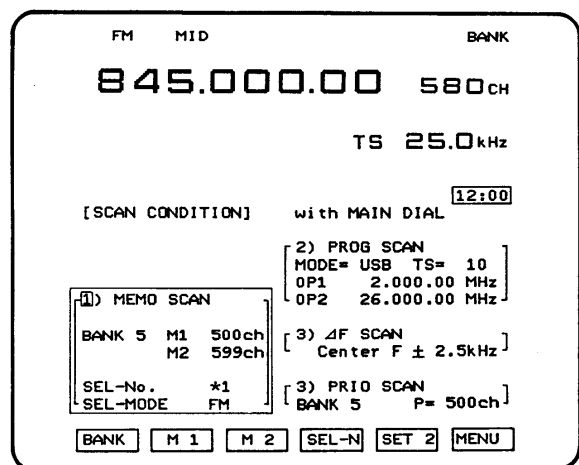 FM MID BANK
845.000.00 580CH
TS 25.0kHz
12:00
[SCAN CONDITION] with MAIN DIAL
2) PROG SCAN
MODE= USB TS= 10
0P1 2.000.00 MHz
0P2 26.000.00 MHz
1) MEMO SCAN
BANK 5 M1 500ch
M2 599ch
SEL-No. *1
SEL-MODE FM
3) ⊿F SCAN
Center F ± 2.5kHz
3) PRIO SCAN
BANK 5 P= 500ch
BANK M 1 M 2 SEL-N SET 2 MENU